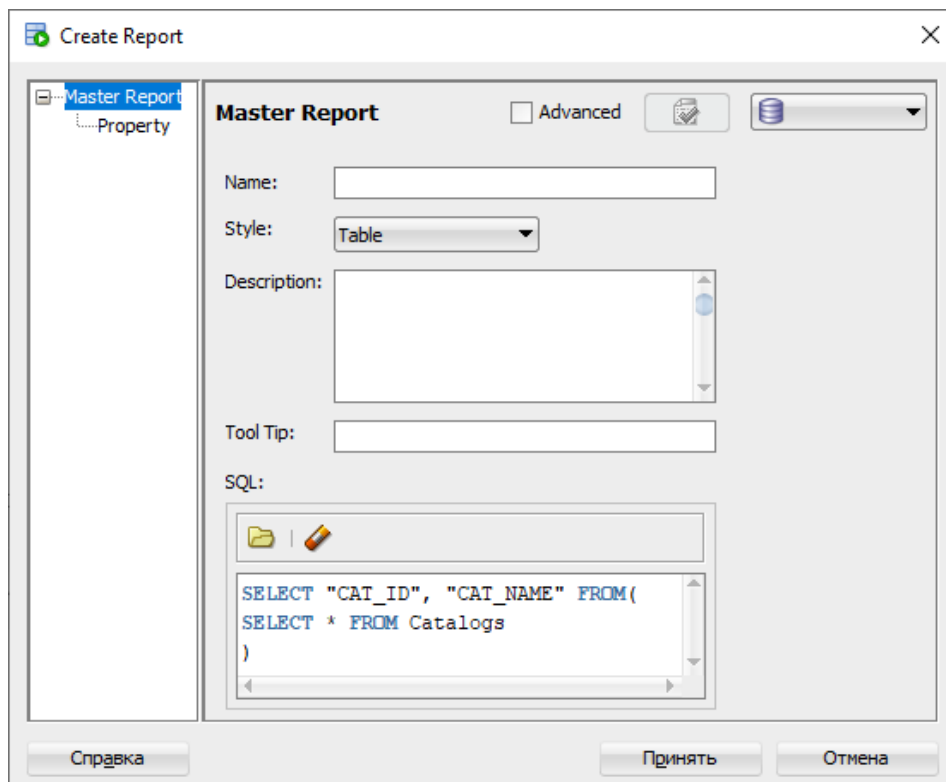 Create Report
Master Report
Property
Master Report
Advanced
Name:
Style:
Table
Description:
Tool Tip:
SQL:
SELECT "CAT_ID", "CAT_NAME" FROM(
SELECT * FROM Catalogs
)
Справка
Принять
Отмена